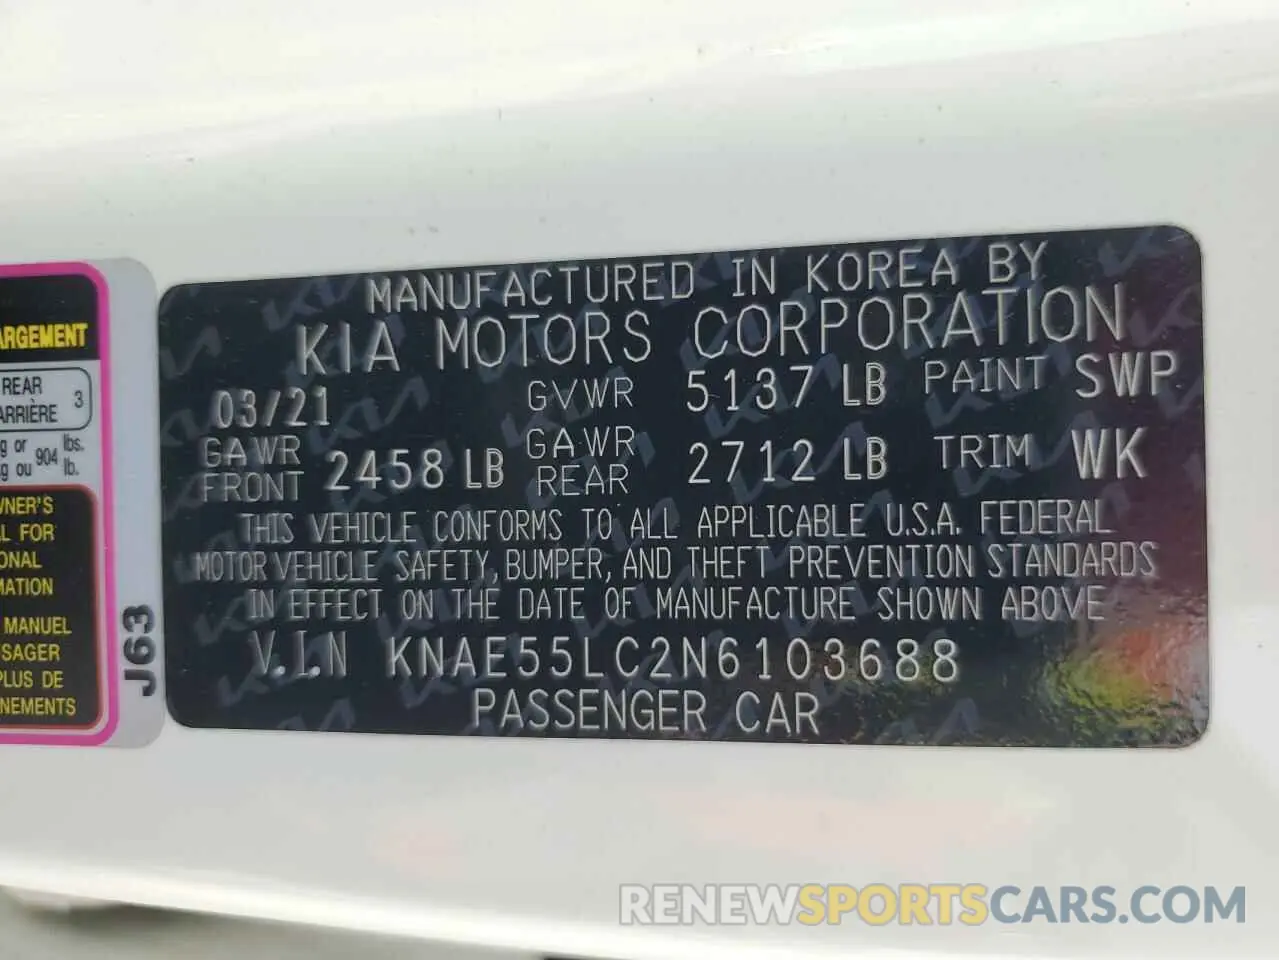 MANUFACTURED IN KOREA BY
KIA MOTORS CORPORATION
03/21 GVWR 5137 LB PAINT SWP
GAWR FRONT 2458 LB GAWR REAR 2712 LB TRIM WK
THIS VEHICLE CONFORMS TO ALL APPLICABLE U.S.A. FEDERAL
MOTOR VEHICLE SAFETY, BUMPER, AND THEFT PREVENTION STANDARDS
IN EFFECT ON THE DATE OF MANUFACTURE SHOWN ABOVE
V.I.N KNAE55LC2N6103688
PASSENGER CAR
ARGEMENT
REAR
ARRIÈRE 3
g or 904 lbs.
g ou lb.
WNER'S
L FOR
ONAL
MATION
MANUEL
SAGER
PLUS DE
NEMENTS
J63
RENEWSPORTSCARS.COM